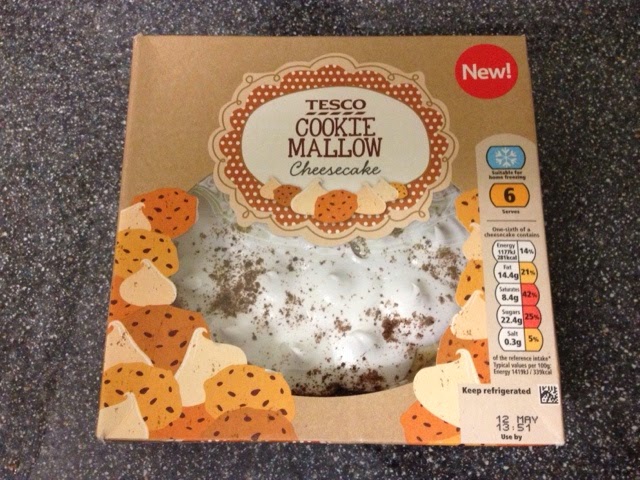 New!
TESCO
COOKIE
MALLOW
Cheesecake
Suitable for
home freezing
6
Serves
One-sixth of a
cheesecake contains
Energy
1177kJ
281kcal
14%
Fat
14.4g
21%
Saturates
8.4g
42%
Sugars
22.4g
25%
Salt
0.3g
5%
of the reference intake*
Typical values per 100g:
Energy 1419kJ / 339kcal
Keep refrigerated
12 MAY
13:51
Use by